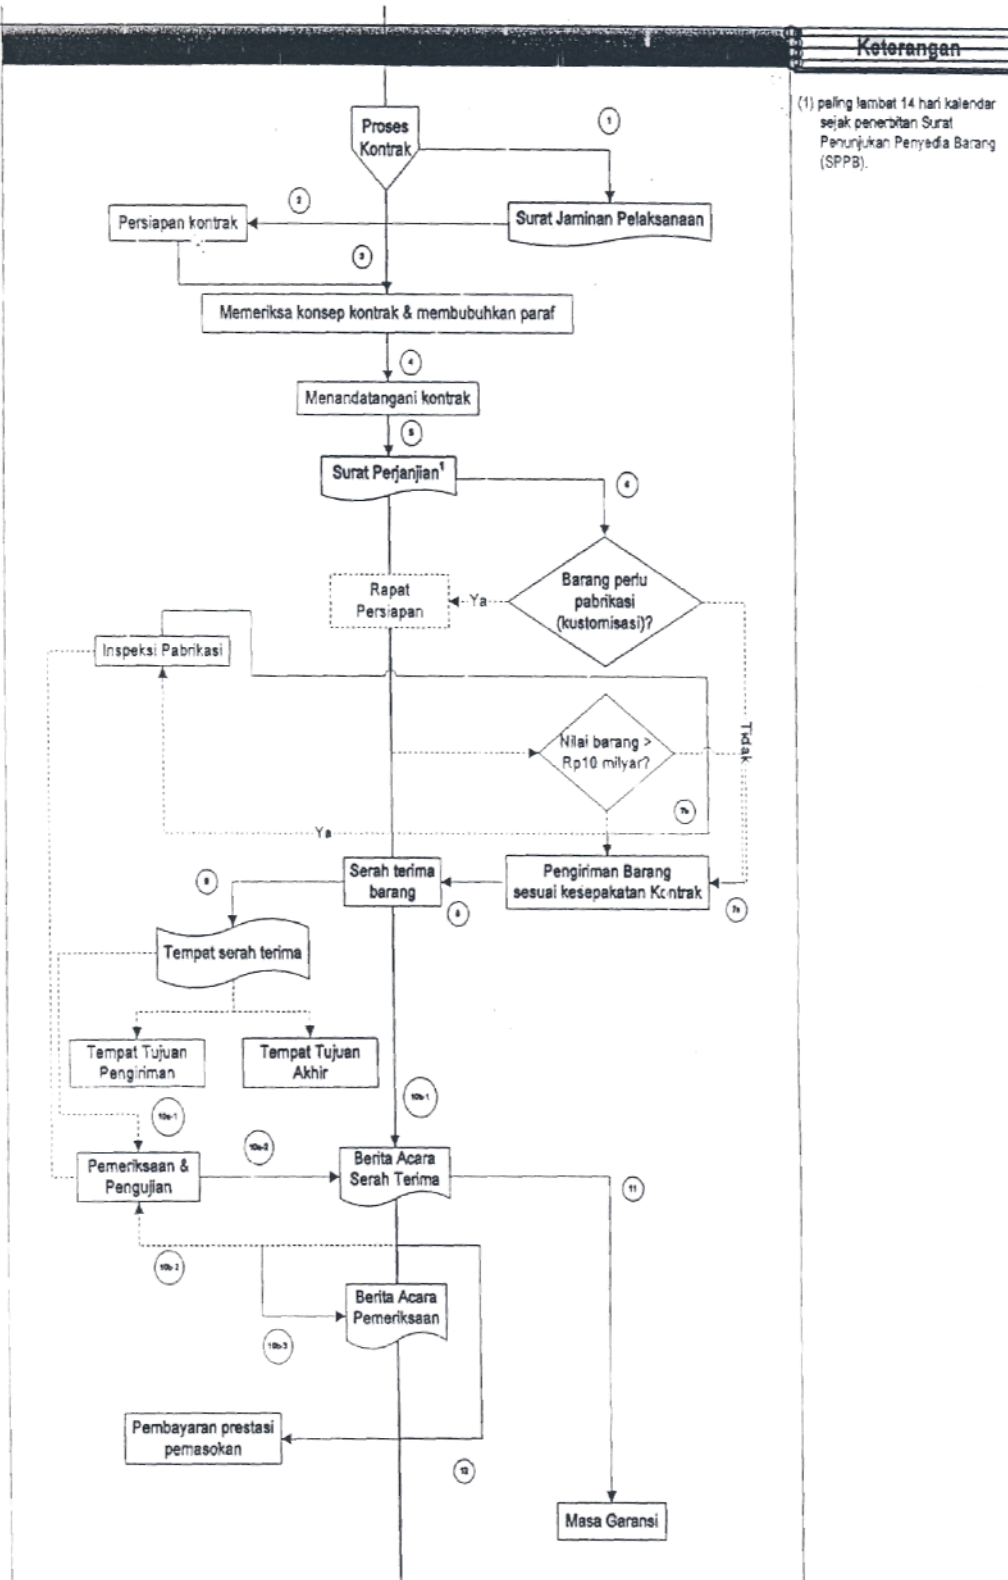 Keterangan
(1) paling lambat 14 hari kalendar
sejak penerbitan Surat
Penunjukan Penyedia Barang
(SPPB).
Proses
Kontrak
1
Surat Jaminan Pelaksanaan
2
Persiapan kontrak
3
Memeriksa konsep kontrak & membubuhkan paraf
4
Menandatangani kontrak
5
Surat Perjanjian¹
6
Barang perlu
pabrikasi
(kustomisasi)?
Ya
Rapat
Persiapan
Inspeksi Pabrikasi
Nilai barang >
Rp10 milyar?
Tidak
7b
Ya
Pengiriman Barang
sesuai kesepakatan Kontrak
7a
Serah terima
barang
8
9
Tempat serah terima
Tempat Tujuan
Pengiriman
Tempat Tujuan
Akhir
10a-1
10b-1
10a-2
Pemeriksaan &
Pengujian
Berita Acara
Serah Terima
11
10b-2
Berita Acara
Pemeriksaan
10b-3
Pembayaran prestasi
pemasokan
12
Masa Garansi